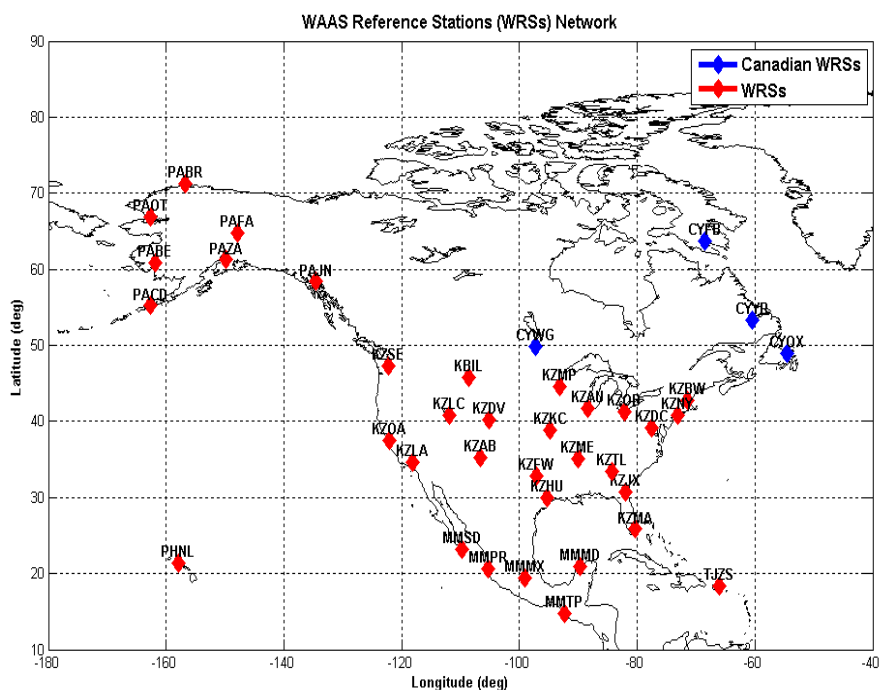 WAAS Reference Stations (WRSs) Network
90
80
70
60
50
40
30
20
10
Latitude (deg)
Canadian WRSs
WRSs
PABR
PAOT
PAFA
CYFB
PABE
PAZA
PAJN
PACD
CYYR
CYWG
CYQX
KZSE
KBIL
KZMP
KZBW
KZLC
KZDV
KZAU
KZOB
KZNY
KZOA
KZKC
KZDC
KZLA
KZAB
KZME
KZFW
KZTL
KZHU
KZJX
KZMA
MMSD
PHNL
MMPR
MMMX
MMMD
TJZS
MMTP
-180
-160
-140
-120
-100
-80
-60
-40
Longitude (deg)